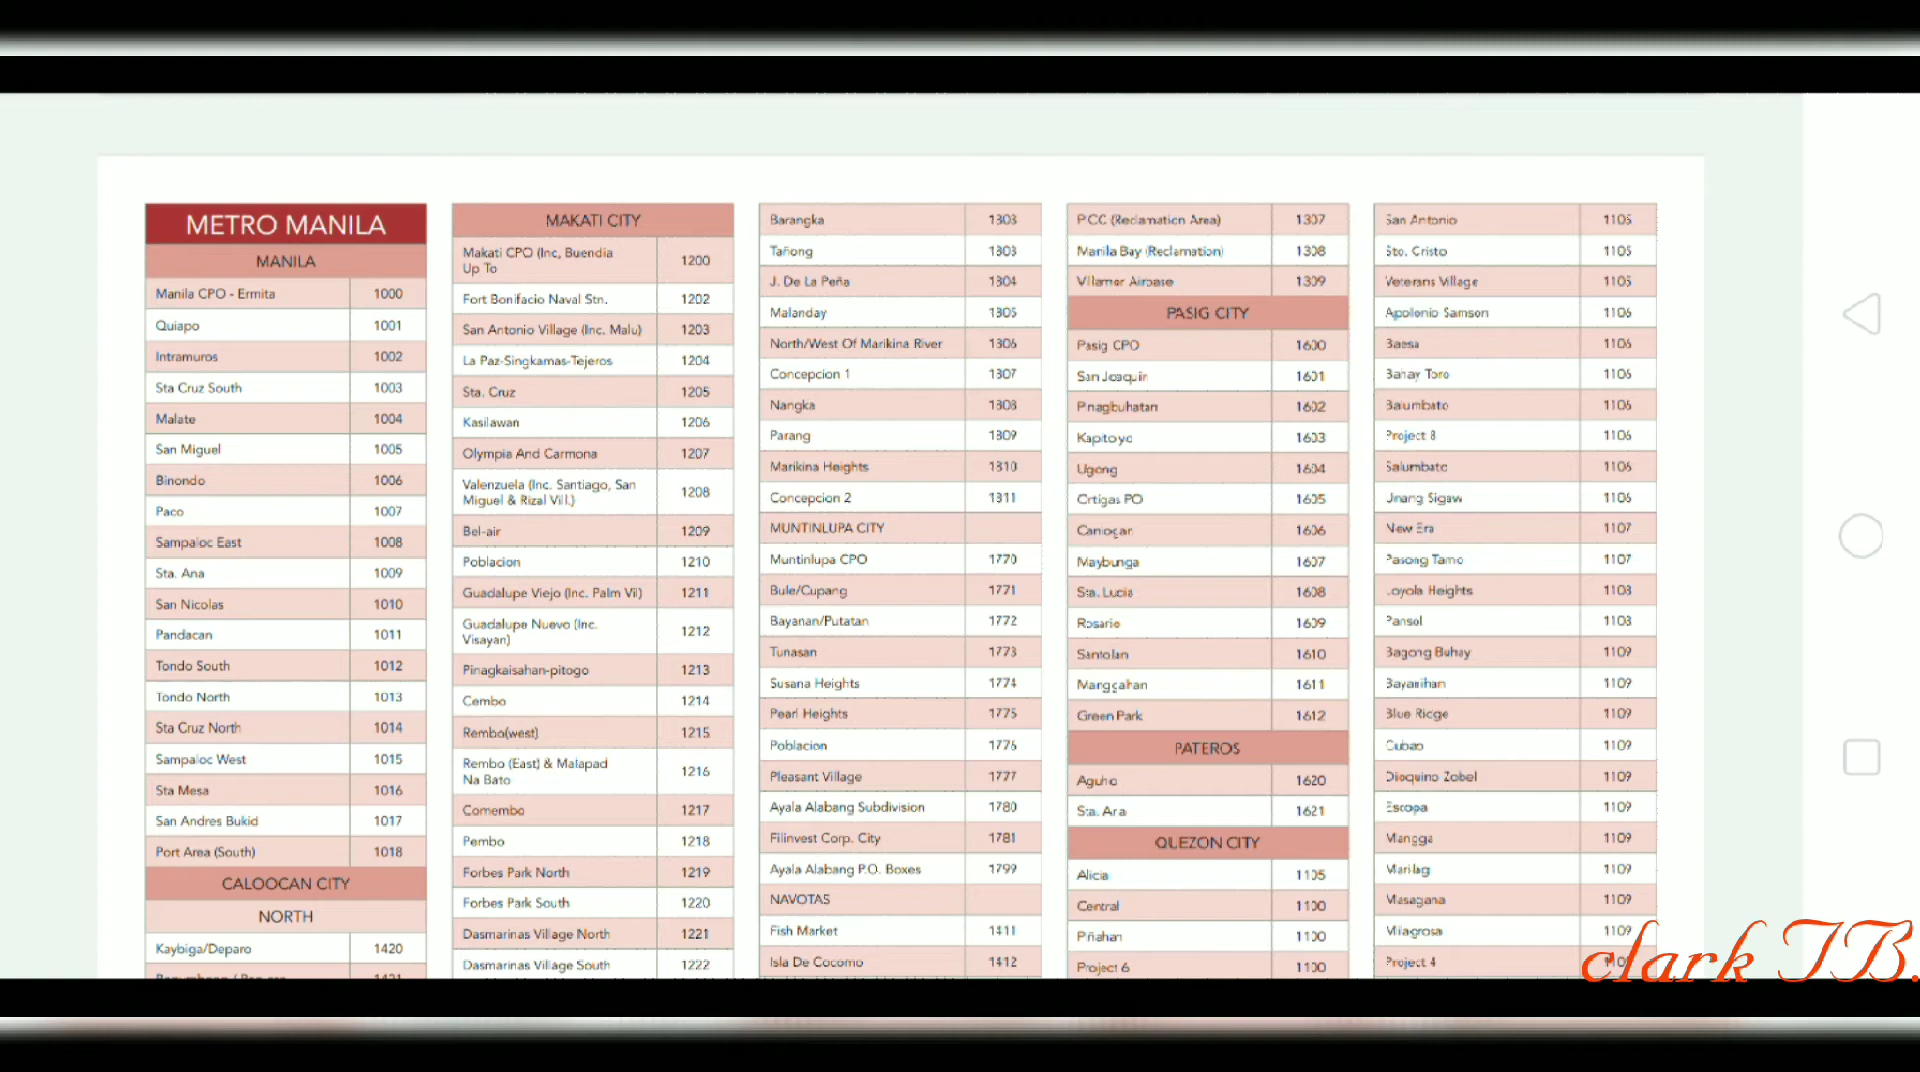 METRO MANILA
MANILA
Manila CPO - Ermita 1000
Quiapo 1001
Intramuros 1002
Sta Cruz South 1003
Malate 1004
San Miguel 1005
Binondo 1006
Paco 1007
Sampaloc East 1008
Sta. Ana 1009
San Nicolas 1010
Pandacan 1011
Tondo South 1012
Tondo North 1013
Sta Cruz North 1014
Sampaloc West 1015
Sta Mesa 1016
San Andres Bukid 1017
Port Area (South) 1018
CALOOCAN CITY
NORTH
Kaybiga/Deparo 1420
MAKATI CITY
Makati CPO (Inc, Buendia
Up To 1200
Fort Bonifacio Naval Stn. 1202
San Antonio Village (Inc. Malu) 1203
La Paz-Singkamas-Tejeros 1204
Sta. Cruz 1205
Kasilawan 1206
Olympia And Carmona 1207
Valenzuela (Inc. Santiago, San
Miguel & Rizal Vill.) 1208
Bel-air 1209
Poblacion 1210
Guadalupe Viejo (Inc. Palm Vil) 1211
Guadalupe Nuevo (Inc.
Visayan) 1212
Pinagkaisahan-pitogo 1213
Cembo 1214
Rembo(west) 1215
Rembo (East) & Malapad
Na Bato 1216
Comembo 1217
Pembo 1218
Forbes Park North 1219
Forbes Park South 1220
Dasmarinas Village North 1221
Dasmarinas Village South 1222
Barangka 1803
Tañong 1803
J. De La Peña 1804
Malanday 1805
North/West Of Marikina River 1806
Concepcion 1 1807
Nangka 1808
Parang 1809
Marikina Heights 1810
Concepcion 2 1811
MUNTINLUPA CITY
Muntinlupa CPO 1770
Bule/Cupang 1771
Bayanan/Putatan 1772
Tunasan 1773
Susana Heights 1774
Pearl Heights 1775
Poblacion 1776
Pleasant Village 1777
Ayala Alabang Subdivision 1780
Filinvest Corp. City 1781
Ayala Alabang P.O. Boxes 1799
NAVOTAS
Fish Market 1411
Isla De Cocomo 1412
PCC (Reclamation Area) 1307
Manila Bay (Reclamation) 1308
Villamor Airbase 1309
PASIG CITY
Pasig CPO 1600
San Joaquin 1601
Pinagbuhatan 1602
Kapitolyo 1603
Ugong 1604
Ortigas PO 1605
Caniogan 1606
Maybunga 1607
Sta. Lucia 1608
Rosario 1609
Santolan 1610
Manggahan 1611
Green Park 1612
PATEROS
Aguho 1620
Sta. Ana 1621
QUEZON CITY
Alicia 1105
Central 1100
Piñahan 1100
Project 6 1100
San Antonio 1105
Sto. Cristo 1105
Veterans Village 1105
Apolonio Samson 1106
Baesa 1106
Bahay Toro 1106
Balumbato 1106
Project 8 1106
Salumbato 1106
Unang Sigaw 1106
New Era 1107
Pasong Tamo 1107
Loyola Heights 1108
Pansol 1108
Bagong Buhay 1109
Bayanihan 1109
Blue Ridge 1109
Cubao 1109
Dioquino Zobel 1109
Escopa 1109
Mangga 1109
Marilag 1109
Masagana 1109
Milagrosa 1109
Project 4
clark TB.